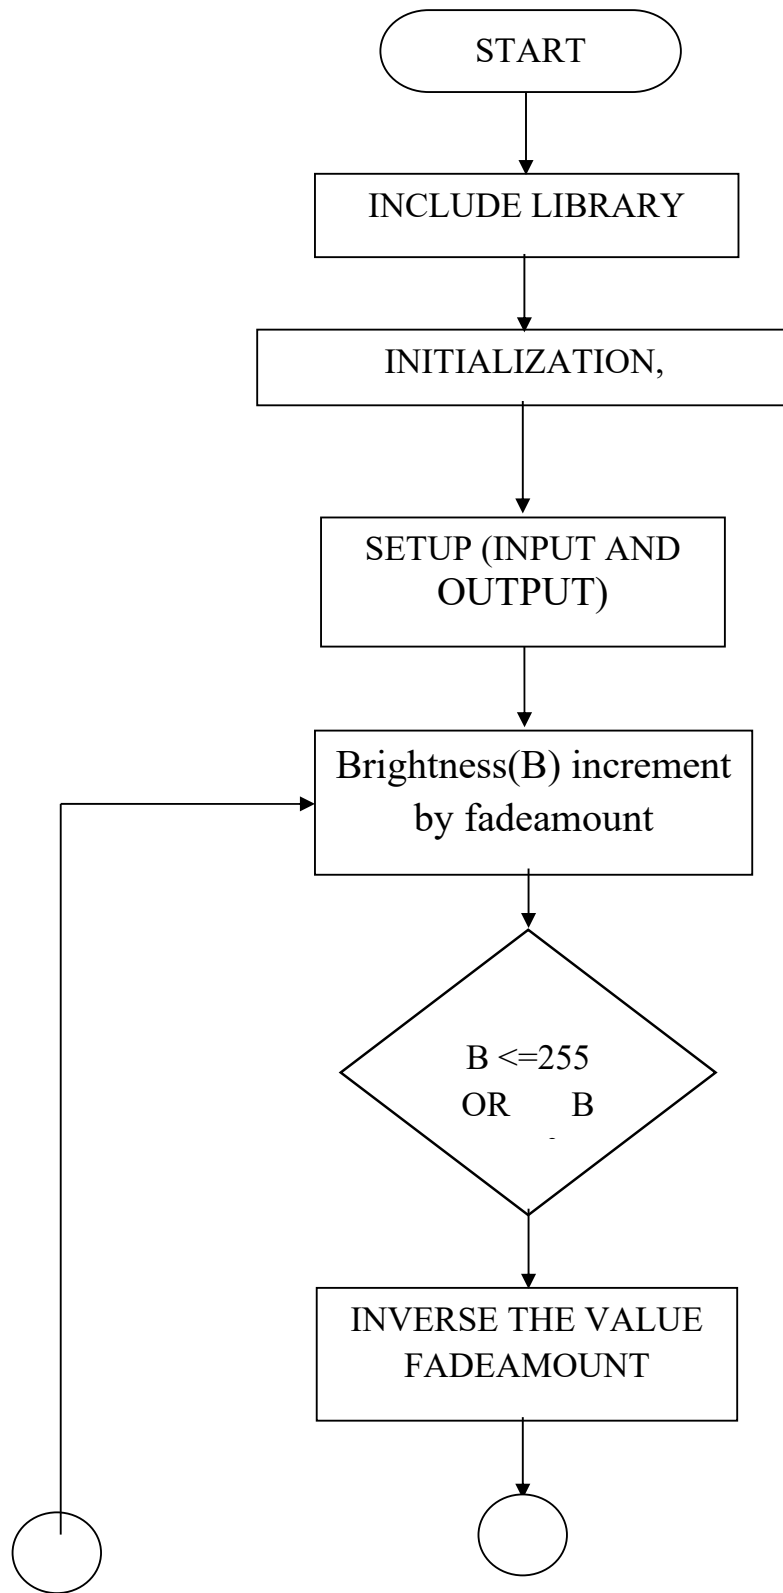 START
INCLUDE LIBRARY
INITIALIZATION,
SETUP (INPUT AND
OUTPUT)
Brightness(B) increment
by fadeamount
B <=255
OR B
INVERSE THE VALUE
FADEAMOUNT